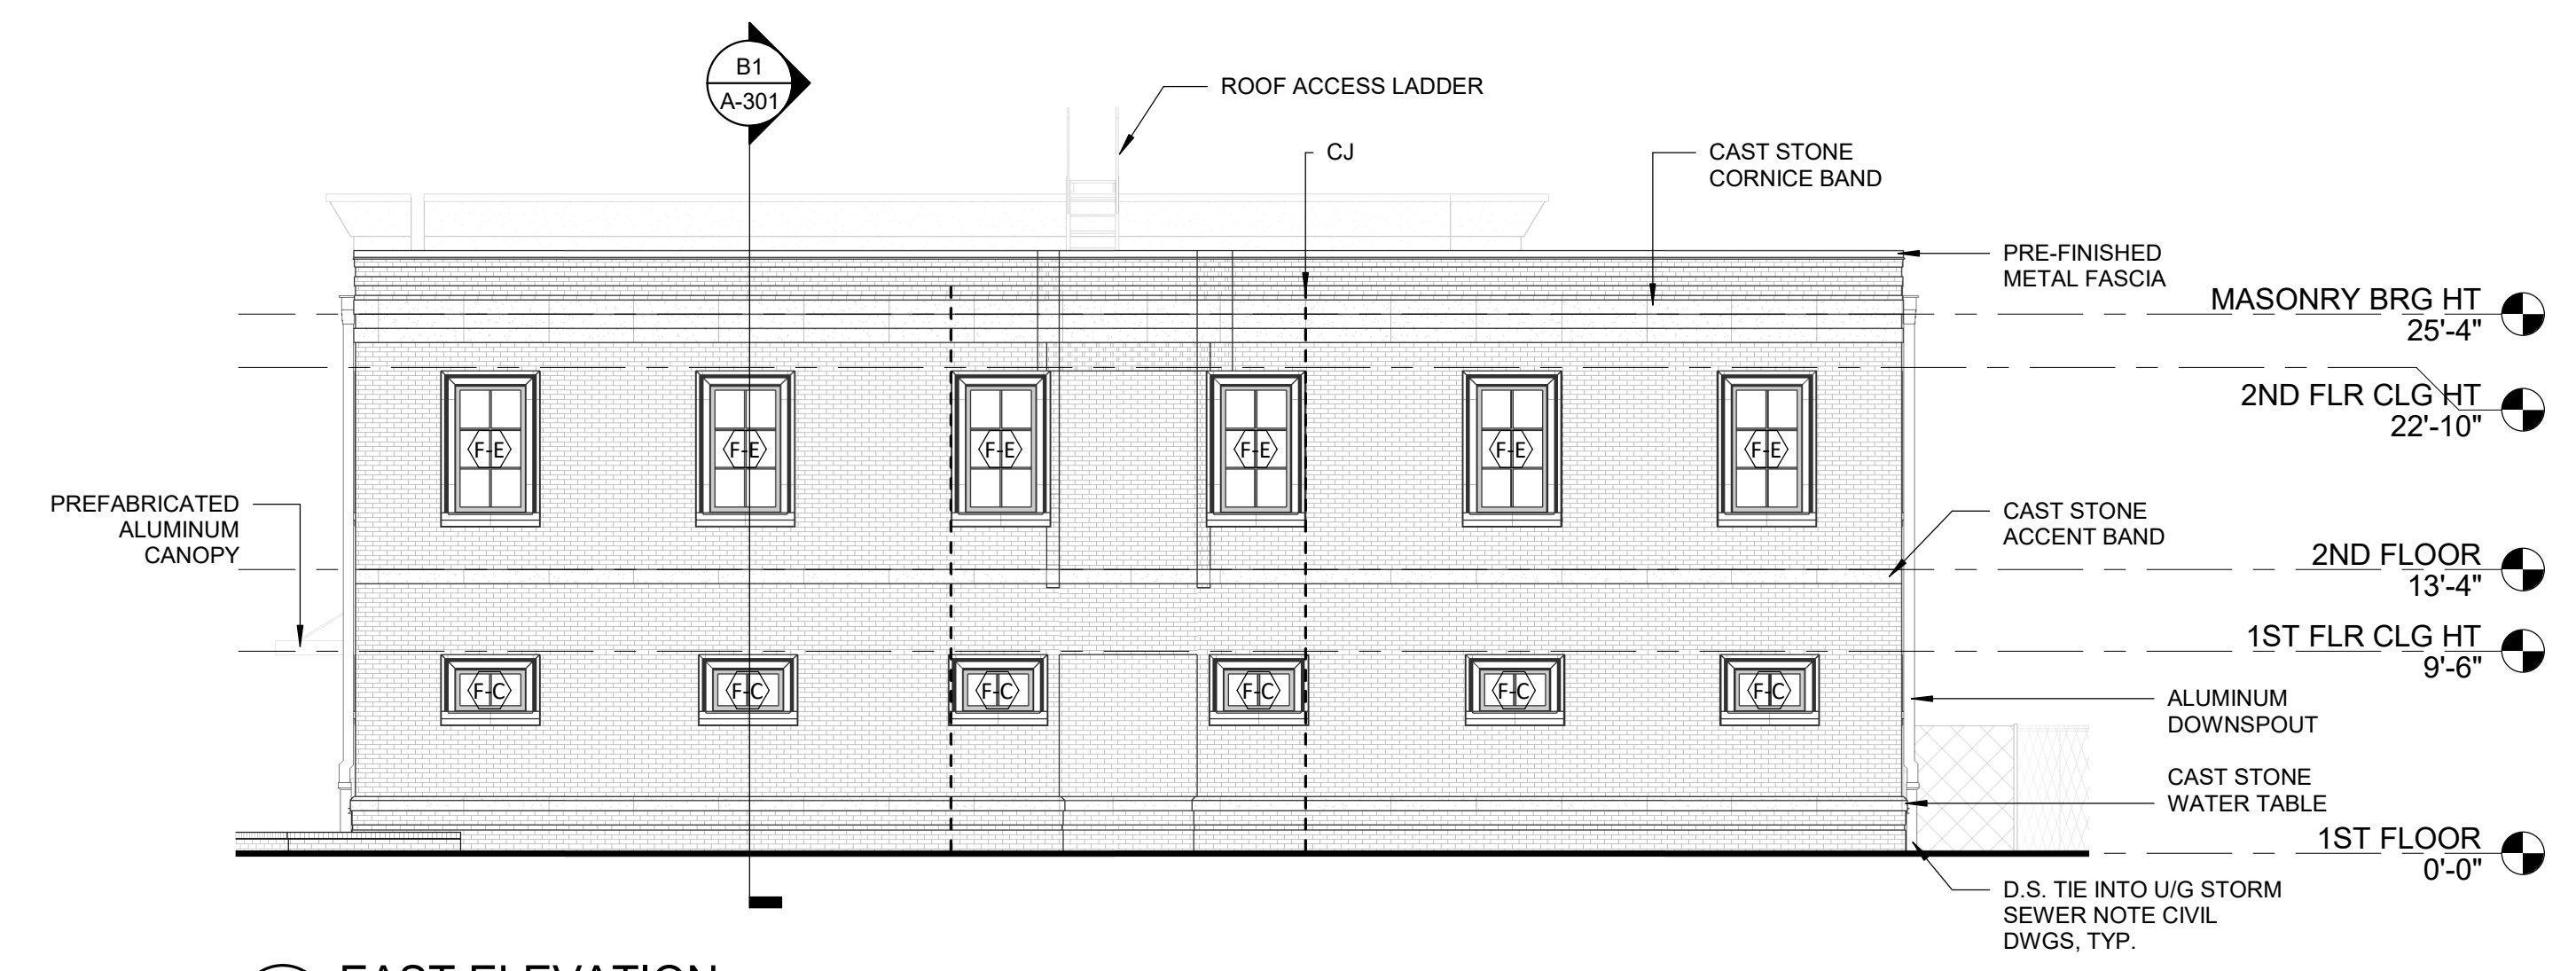 B1
A-301
ROOF ACCESS LADDER
CJ
CAST STONE
CORNICE BAND
PRE-FINISHED
METAL FASCIA
MASONRY BRG HT
25'-4"
2ND FLR CLG HT
22'-10"
F-E
F-E
F-E
F-E
F-E
F-E
PREFABRICATED
ALUMINUM
CANOPY
CAST STONE
ACCENT BAND
2ND FLOOR
13'-4"
1ST FLR CLG HT
9'-6"
F-C
F-C
F-C
F-C
F-C
F-C
ALUMINUM
DOWNSPOUT
CAST STONE
WATER TABLE
1ST FLOOR
0'-0"
D.S. TIE INTO U/G STORM
SEWER NOTE CIVIL
DWGS, TYP.
EAST ELEVATION